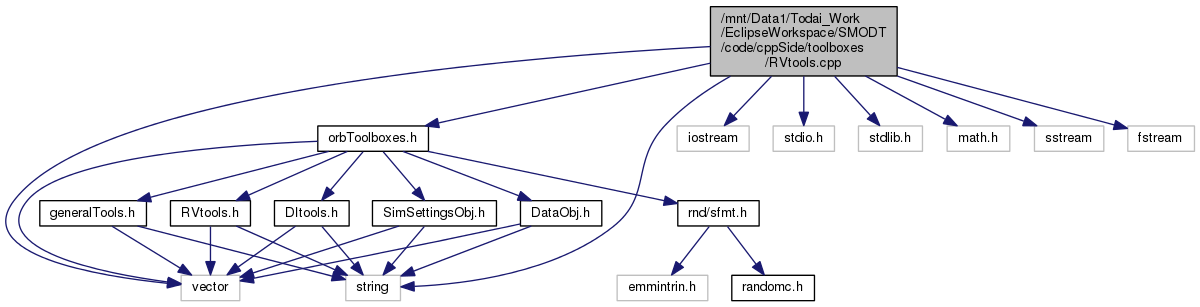 /mnt/Data1/Todai_Work
/EclipseWorkspace/SMODT
/code/cppSide/toolboxes
/RVtools.cpp
orbToolboxes.h
iostream
stdio.h
stdlib.h
math.h
sstream
fstream
generalTools.h
RVtools.h
DItools.h
SimSettingsObj.h
DataObj.h
rnd/sfmt.h
vector
string
emmintrin.h
randomc.h